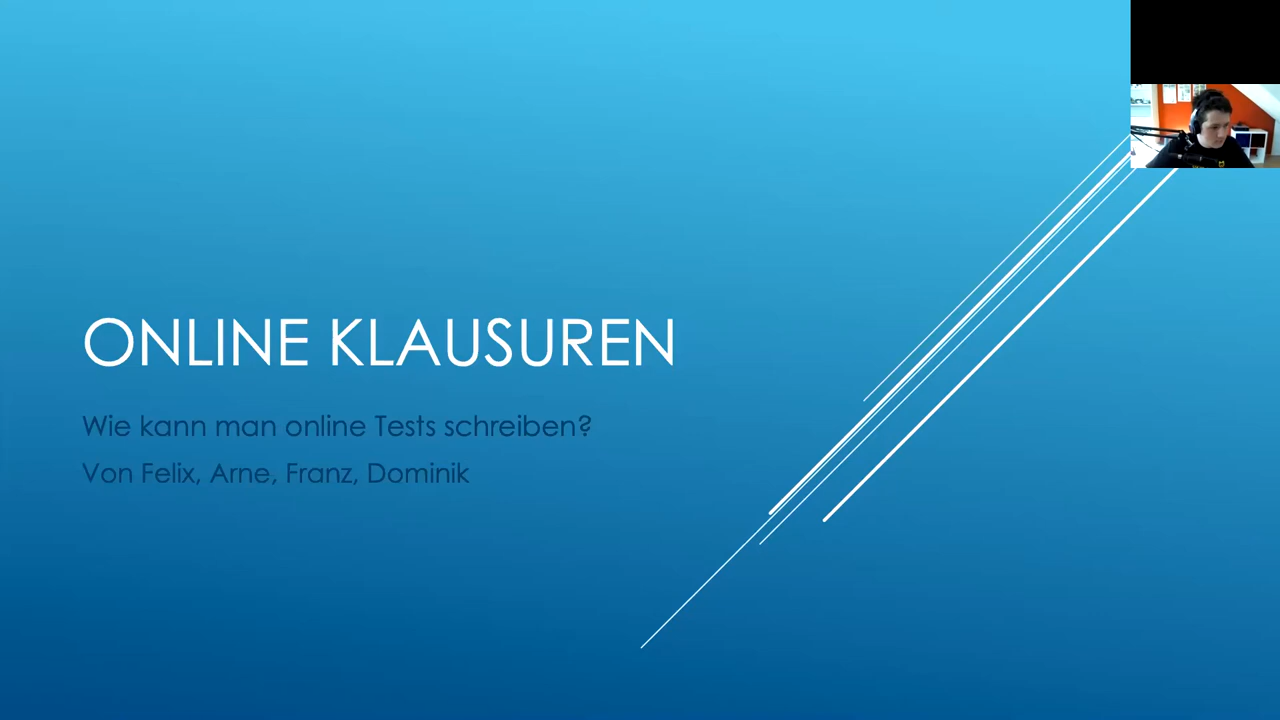 ONLINE KLAUSUREN
Wie kann man online Tests schreiben?
Von Felix, Arne, Franz, Dominik